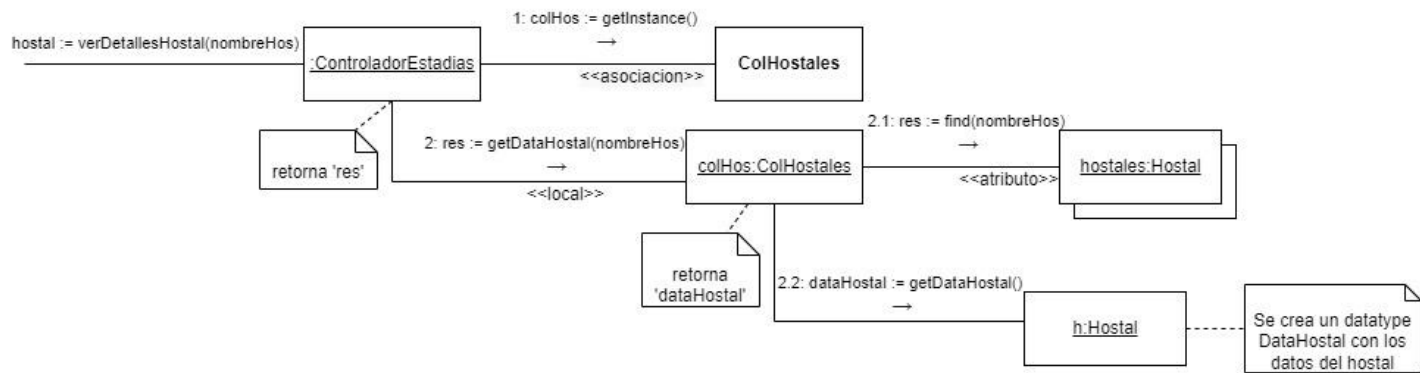 1: colHos := getInstance()
hostal := verDetallesHostal(nombreHos)
→
:ControladorEstadias
<<asociacion>>
ColHostales
retorna 'res'
2: res := getDataHostal(nombreHos)
→
<<local>>
colHos:ColHostales
2.1: res := find(nombreHos)
→
<<atributo>>
hostales:Hostal
retorna
'dataHostal'
2.2: dataHostal := getDataHostal()
→
h:Hostal
Se crea un datatype
DataHostal con los
datos del hostal